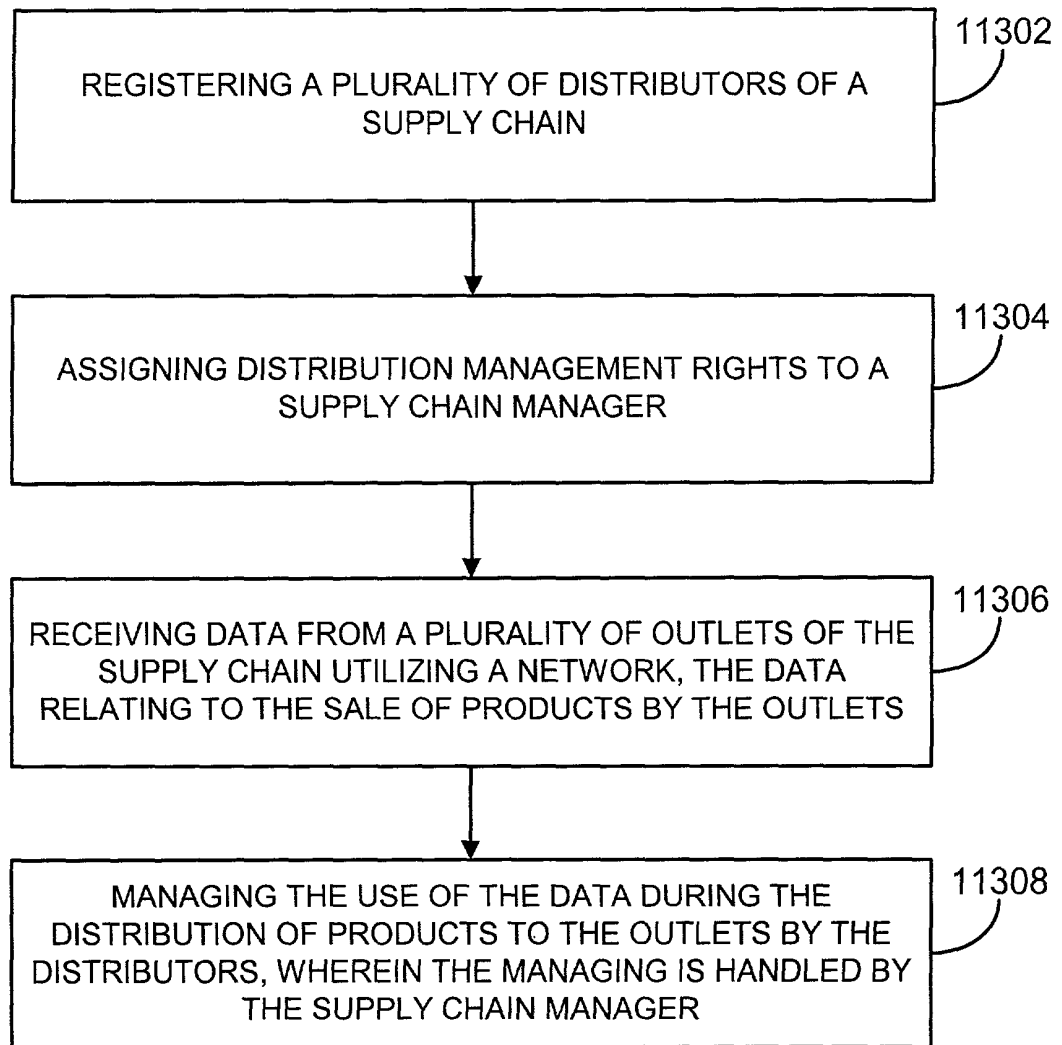 11302
REGISTERING A PLURALITY OF DISTRIBUTORS OF A
SUPPLY CHAIN
11304
ASSIGNING DISTRIBUTION MANAGEMENT RIGHTS TO A
SUPPLY CHAIN MANAGER
11306
RECEIVING DATA FROM A PLURALITY OF OUTLETS OF THE
SUPPLY CHAIN UTILIZING A NETWORK, THE DATA
RELATING TO THE SALE OF PRODUCTS BY THE OUTLETS
11308
MANAGING THE USE OF THE DATA DURING THE
DISTRIBUTION OF PRODUCTS TO THE OUTLETS BY THE
DISTRIBUTORS, WHEREIN THE MANAGING IS HANDLED BY
THE SUPPLY CHAIN MANAGER